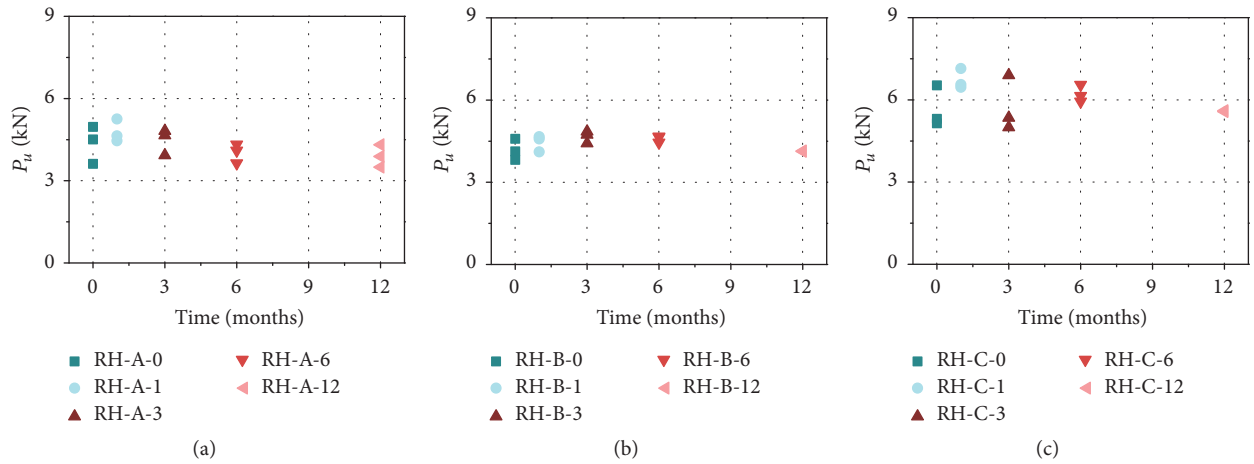 9
6
3
0
P_u (kN)
0 3 6 9 12
Time (months)
RH-A-0 RH-A-6
RH-A-1 RH-A-12
RH-A-3
(a)
9
6
3
0
P_u (kN)
0 3 6 9 12
Time (months)
RH-B-0 RH-B-6
RH-B-1 RH-B-12
RH-B-3
(b)
9
6
3
0
P_u (kN)
0 3 6 9 12
Time (months)
RH-C-0 RH-C-6
RH-C-1 RH-C-12
RH-C-3
(c)